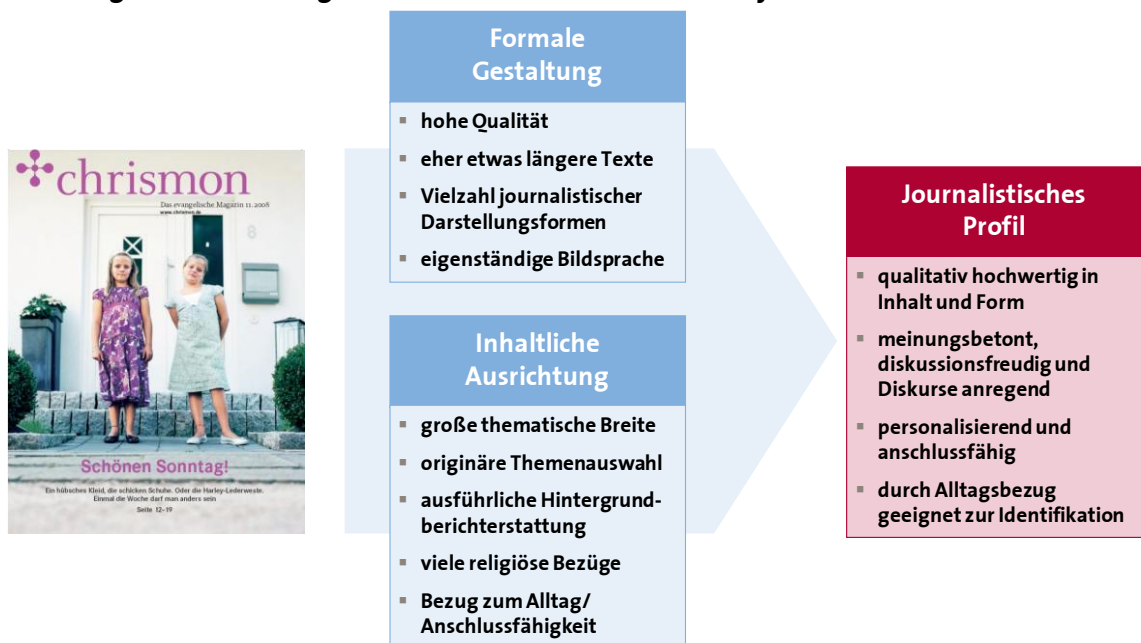 Formale
Gestaltung
hohe Qualität
eher etwas längere Texte
Vielzahl journalistischer
Darstellungsformen
eigenständige Bildsprache
chrismon
Das evangelische Magazin 11.2008
www.chrismon.de
8
Schönen Sonntag!
Ein hübsches Kleid, die schicken Schuhe. Oder die Harley-Lederweste.
Einmal die Woche darf man anders sein
Seite 12–19
Inhaltliche
Ausrichtung
große thematische Breite
originäre Themenauswahl
ausführliche Hintergrund-
berichterstattung
viele religiöse Bezüge
Bezug zum Alltag/
Anschlussfähigkeit
Journalistisches
Profil
qualitativ hochwertig in
Inhalt und Form
meinungsbetont,
diskussionsfreudig und
Diskurse anregend
personalisierend und
anschlussfähig
durch Alltagsbezug
geeignet zur Identifikation